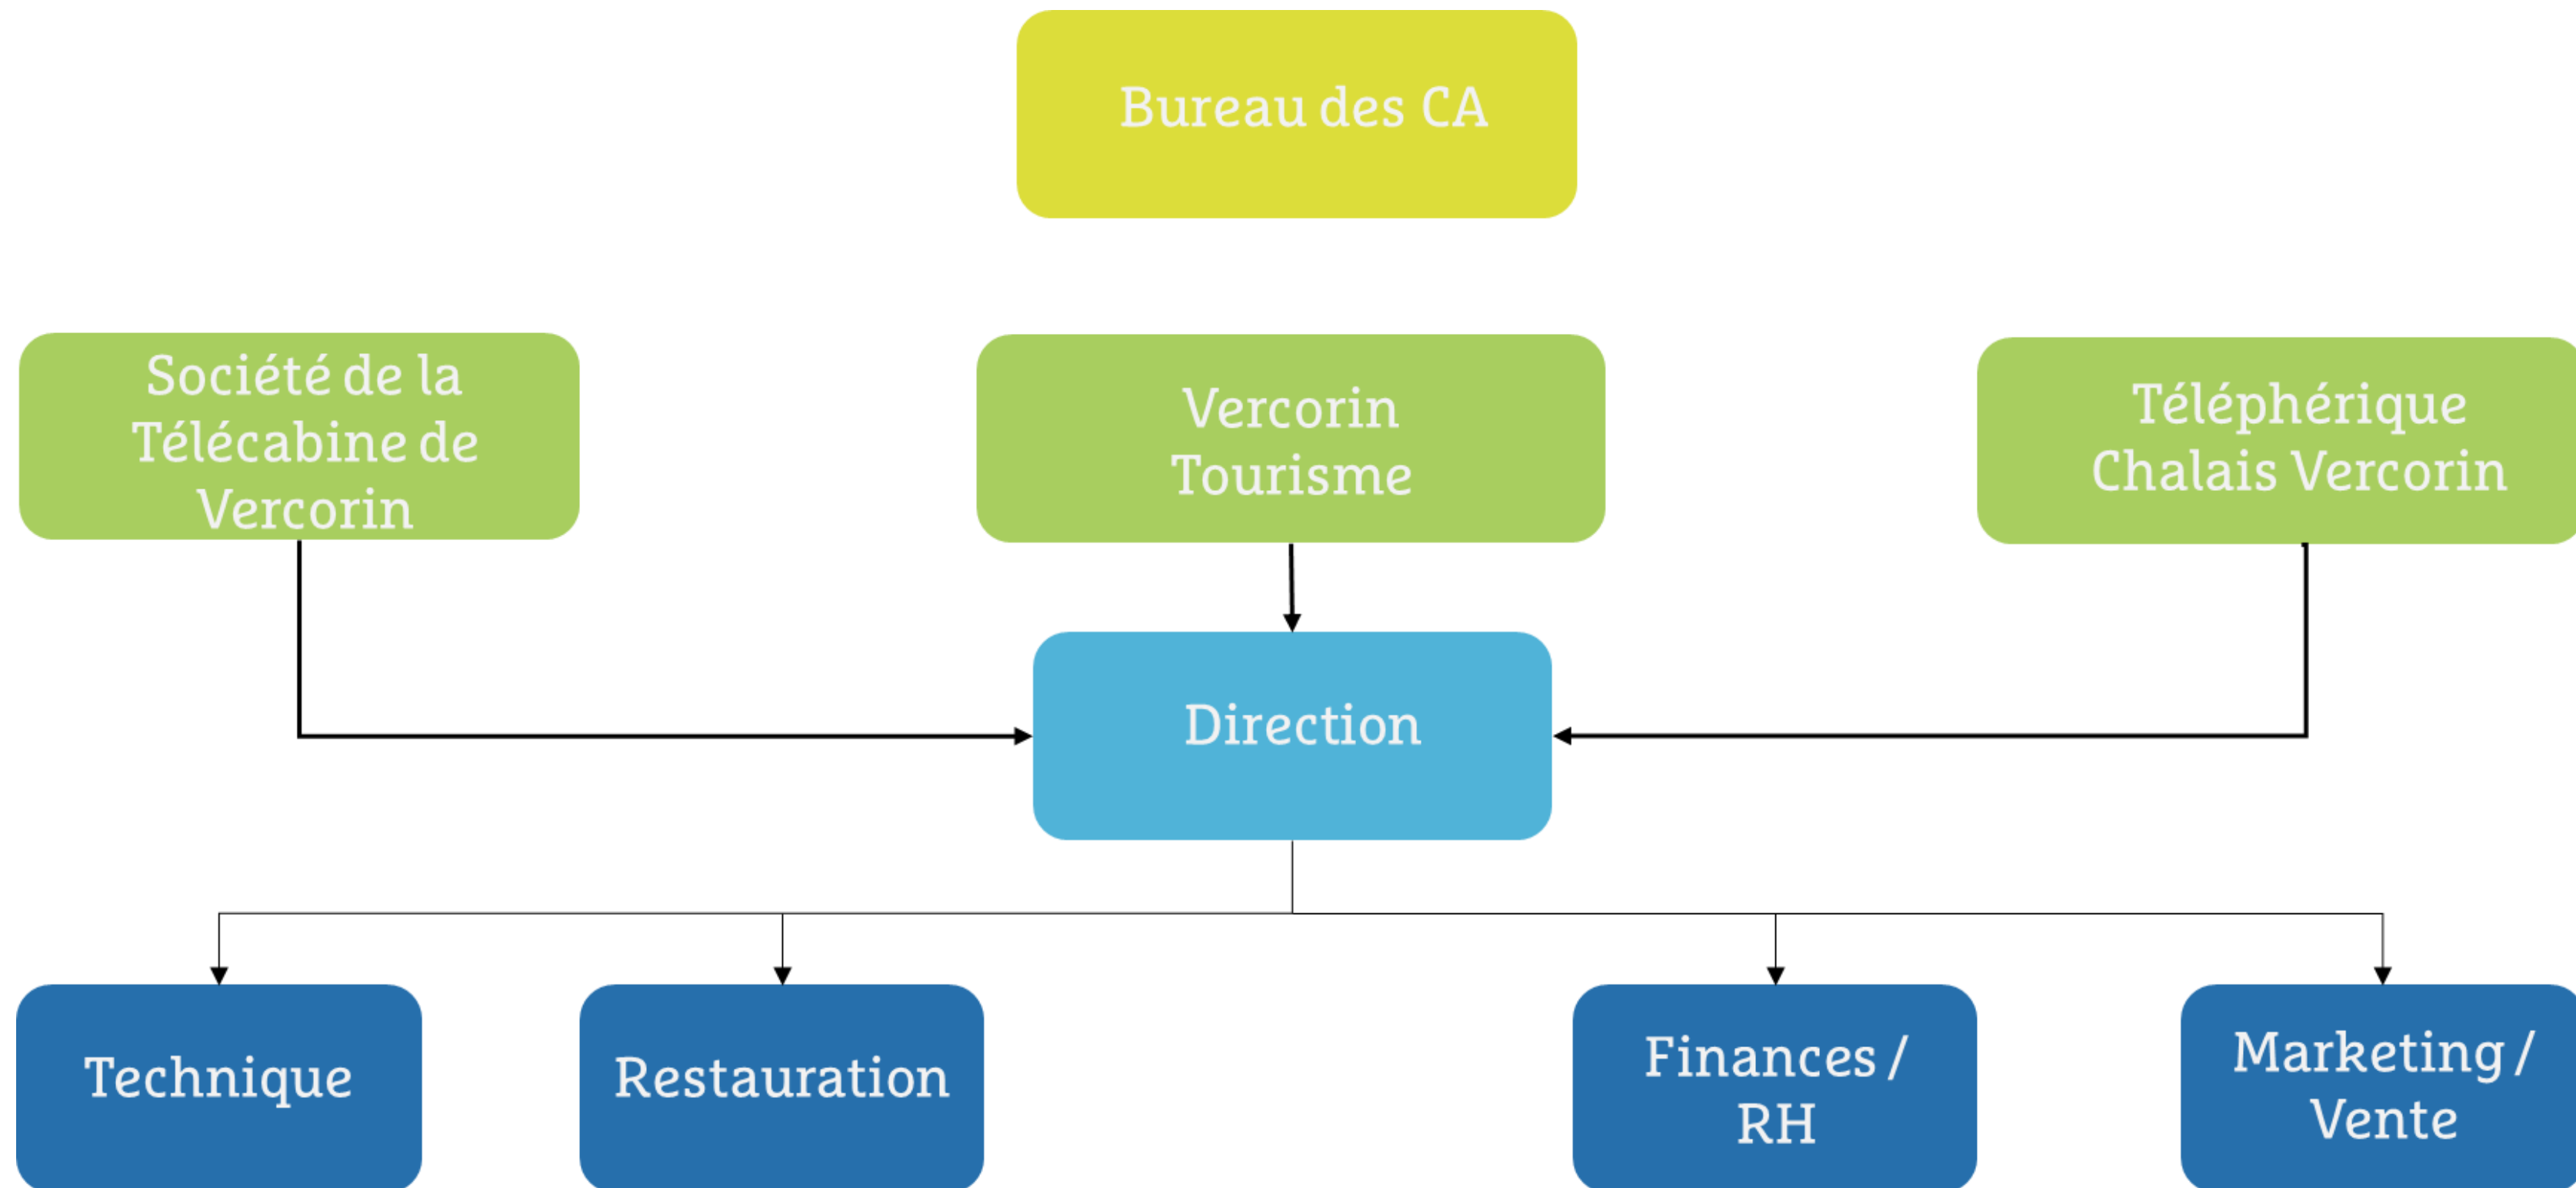 Bureau des CA
Société de la
Télécabine de
Vercorin
Vercorin
Tourisme
Téléphérique
Chalais Vercorin
Direction
Technique
Restauration
Finances /
RH
Marketing /
Vente